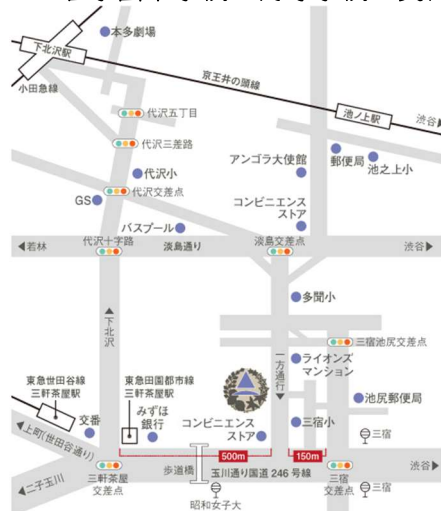 本多劇場
下北沢駅
小田急線
京王井の頭線
池ノ上駅
渋谷▶
代沢五丁目
代沢三差路
代沢小
代沢交差点
GS
バスプール
アンゴラ大使館
郵便局
池之上小
コンビニエンス
ストア
代沢十字路
◀若林
淡島通り
淡島交差点
渋谷▶
多聞小
▲下北沢
一方通行▼
三宿池尻交差点
ライオンズ
マンション
東急世田谷線
三軒茶屋駅
東急田園都市線
三軒茶屋駅
池尻郵便局
交番
みずほ
銀行
コンビニエンス
ストア
三宿小
三宿
◀上町(世田谷通り)
500m
150m
歩道橋
玉川通り国道 246 号線
渋谷▶
三軒茶屋
交差点
三宿
交差点
三宿
◀二子玉川
昭和女子大